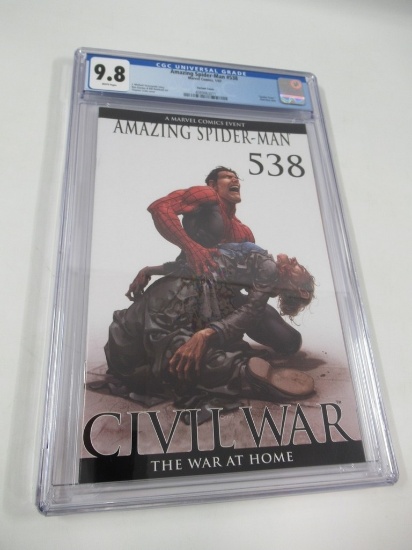 CGC UNIVERSAL GRADE
9.8
Amazing Spider-Man #538
A MARVEL COMICS EVENT
AMAZING SPIDER-MAN
538
CIVIL WAR
THE WAR AT HOME